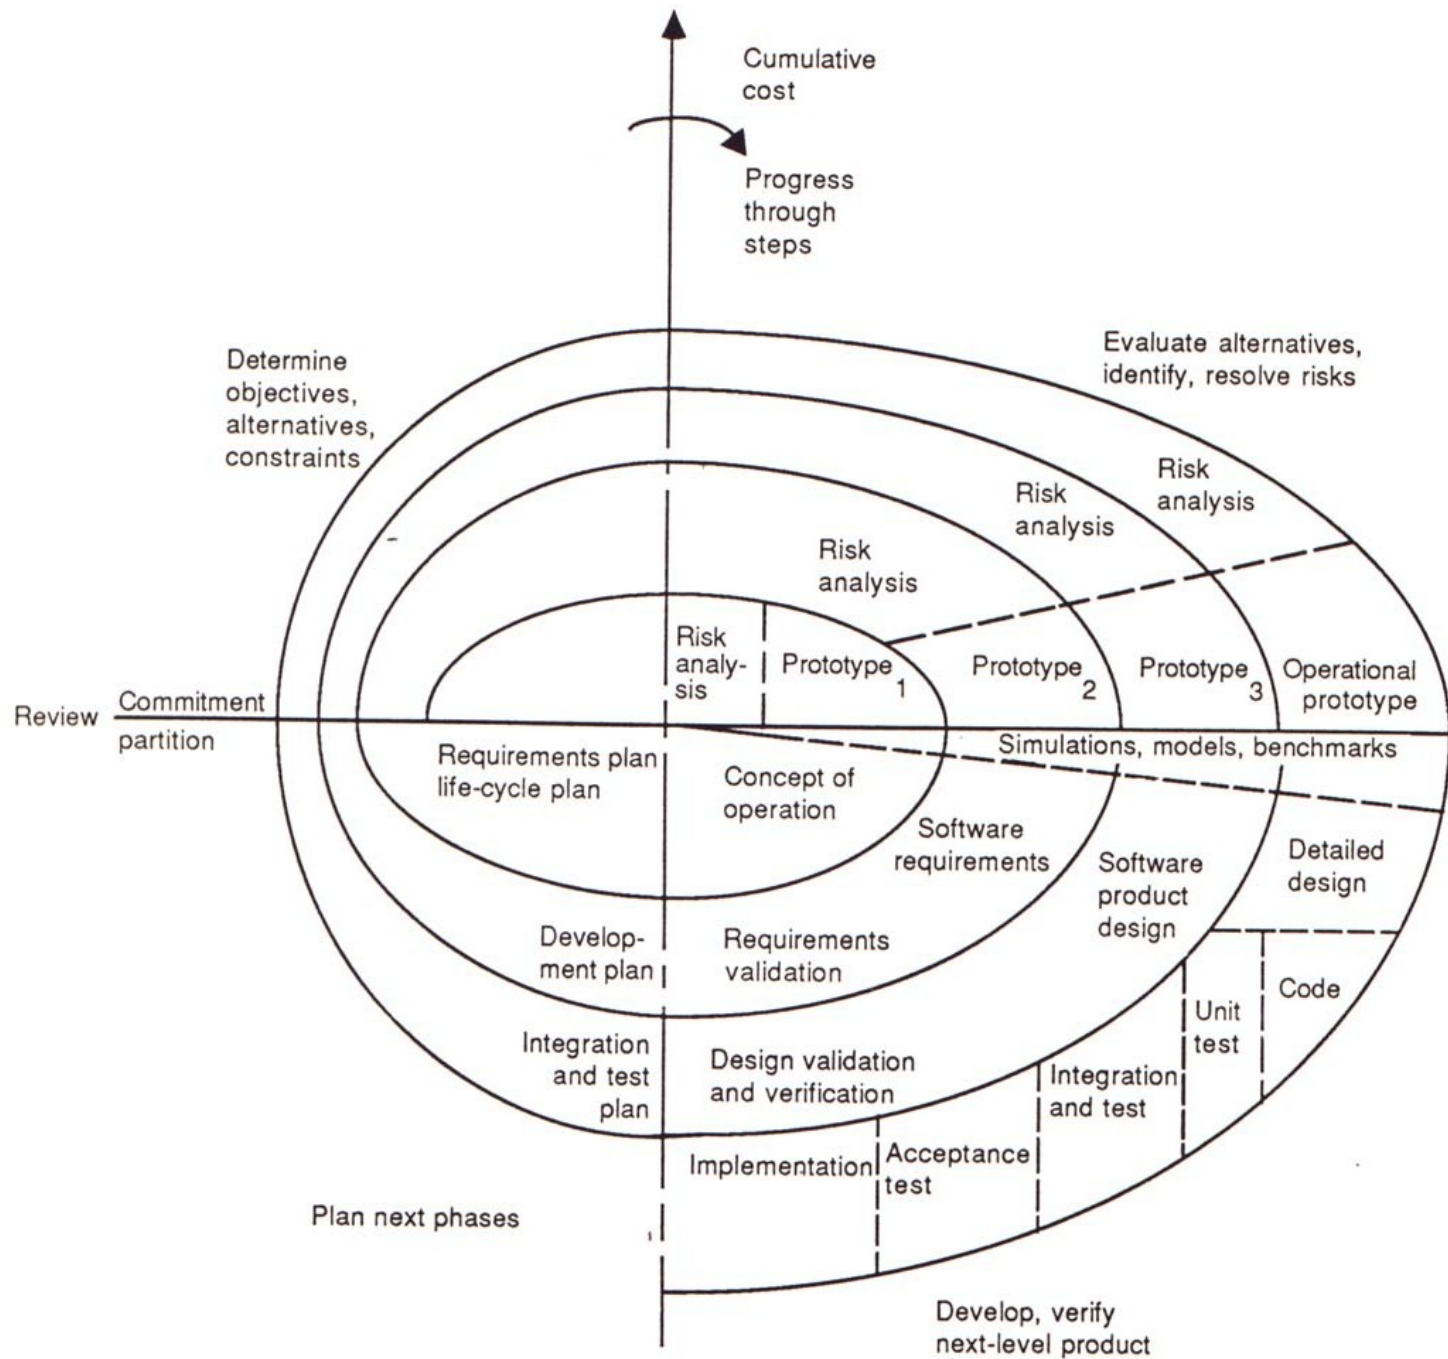 Cumulative
cost
Progress
through
steps
Determine
objectives,
alternatives,
constraints
Evaluate alternatives,
identify, resolve risks
Risk
analysis
Risk
analysis
Risk
analysis
Risk
analy-
sis
Prototype 1
Prototype 2
Prototype 3
Operational
prototype
Review
Commitment
partition
Simulations, models, benchmarks
Requirements plan
life-cycle plan
Concept of
operation
Software
requirements
Software
product
design
Detailed
design
Develop-
ment plan
Requirements
validation
Code
Unit
test
Integration
and test
plan
Design validation
and verification
Integration
and test
Implementation
Acceptance
test
Plan next phases
Develop, verify
next-level product